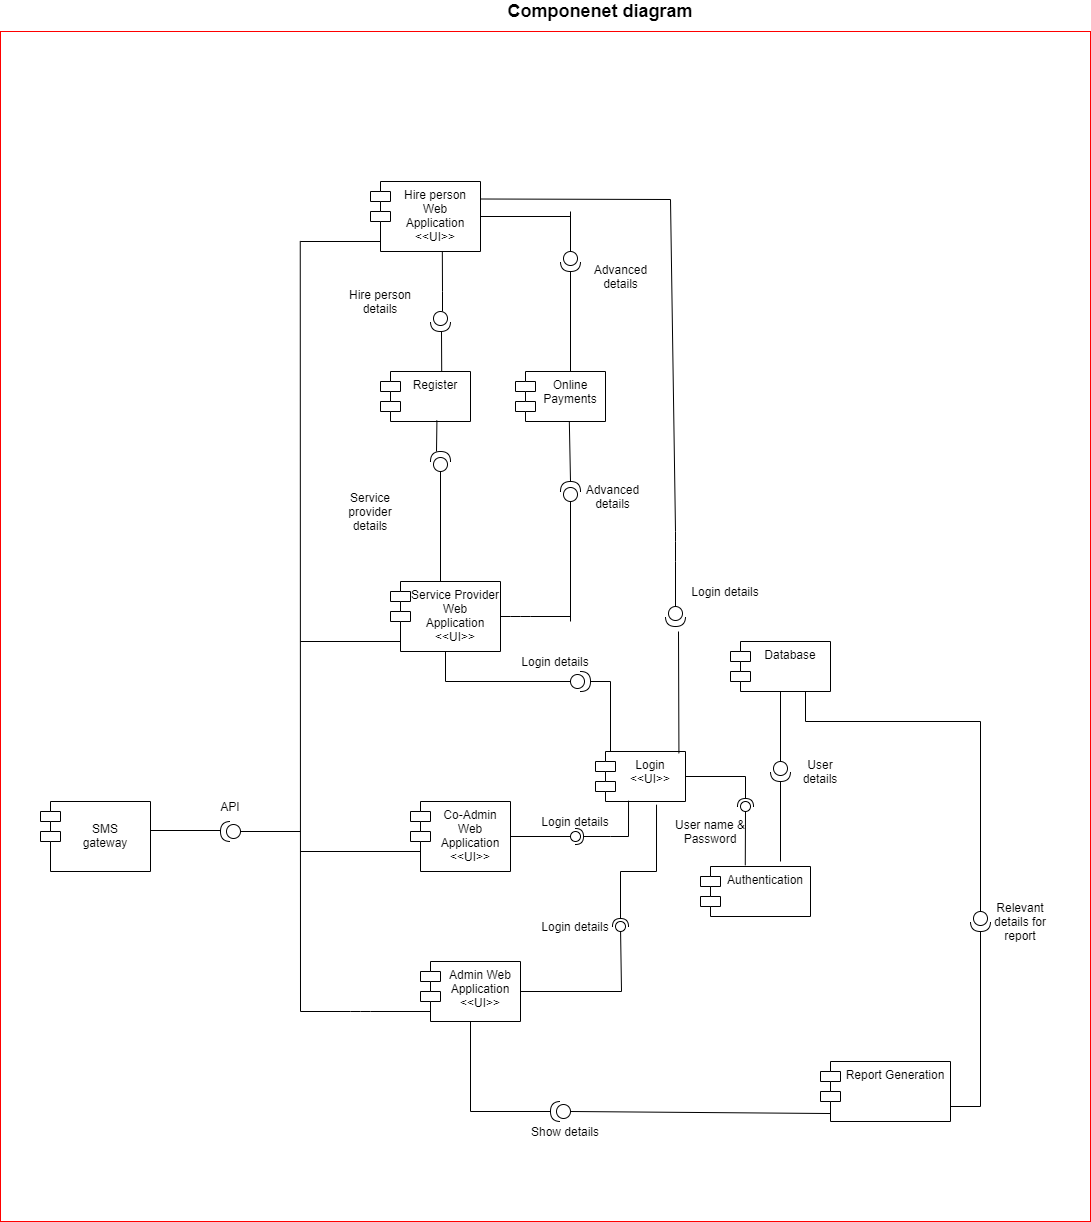 Componenet diagram
Hire person
Web
Application
<<UI>>
Advanced
details
Hire person
details
Register
Online
Payments
Service
provider
details
Advanced
details
Service Provider
Web
Application
<<UI>>
Login details
Login details
Database
Login
<<UI>>
User
details
API
SMS
gateway
Co-Admin
Web
Application
<<UI>>
Login details
User name &
Password
Authentication
Login details
Relevant
details for
report
Admin Web
Application
<<UI>>
Report Generation
Show details